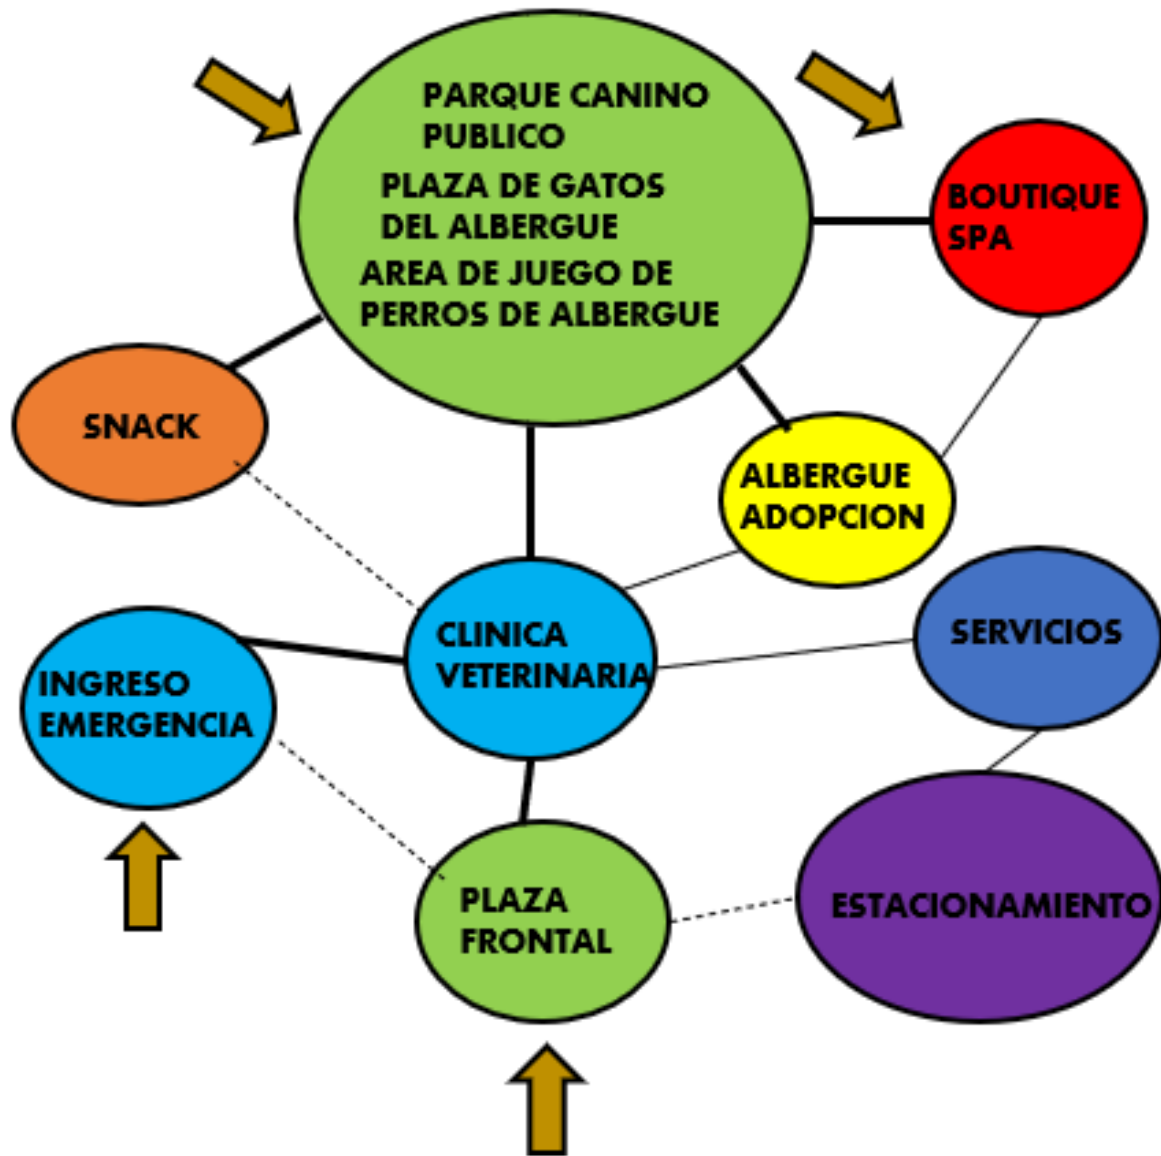 PARQUE CANINO
PUBLICO
PLAZA DE GATOS
DEL ALBERGUE
AREA DE JUEGO DE
PERROS DE ALBERGUE
BOUTIQUE
SPA
SNACK
ALBERGUE
ADOPCION
CLINICA
VETERINARIA
SERVICIOS
INGRESO
EMERGENCIA
PLAZA
FRONTAL
ESTACIONAMIENTO